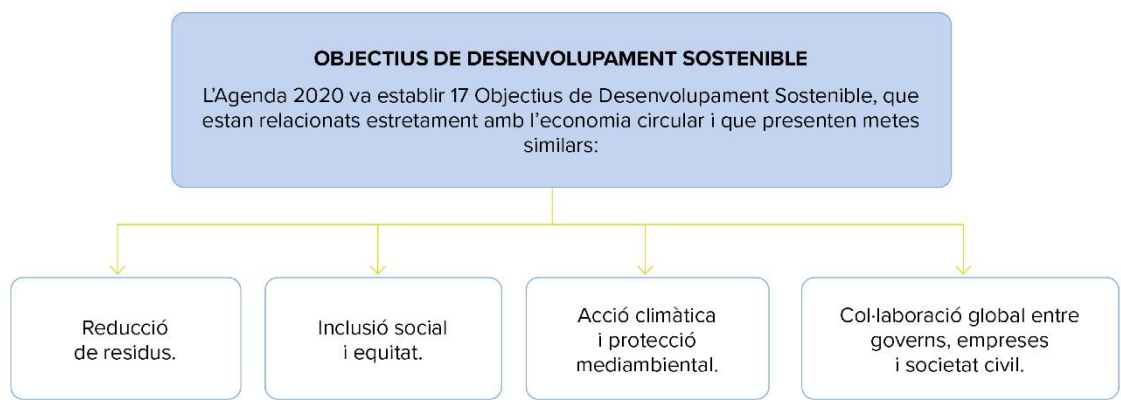 OBJECTIUS DE DESENVOLUPAMENT SOSTENIBLE
L’Agenda 2020 va establir 17 Objectius de Desenvolupament Sostenible, que
estan relacionats estretament amb l’economia circular i que presenten metes
similars:
Reducció
de residus.
Inclusió social
i equitat.
Acció climàtica
i protecció
mediambiental.
Col·laboració global entre
governs, empreses
i societat civil.